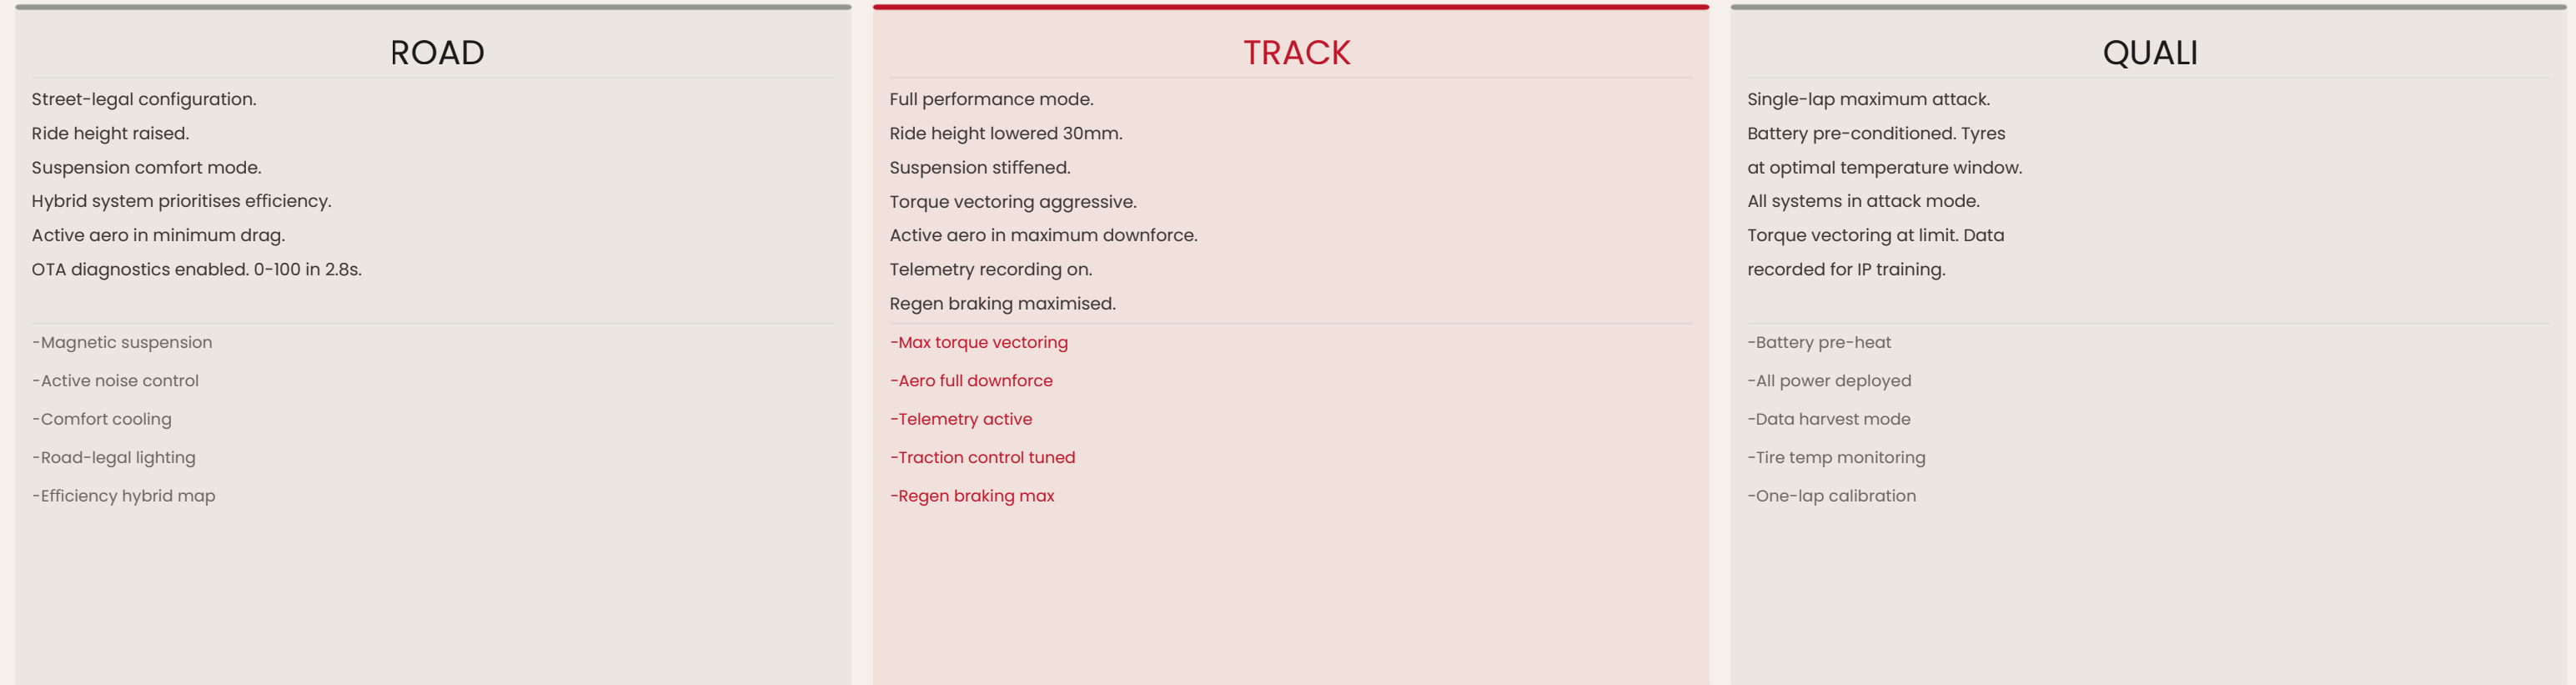 ROAD
Street-legal configuration.
Ride height raised.
Suspension comfort mode.
Hybrid system prioritises efficiency.
Active aero in minimum drag.
OTA diagnostics enabled. 0-100 in 2.8s.
-Magnetic suspension
-Active noise control
-Comfort cooling
-Road-legal lighting
-Efficiency hybrid map
TRACK
Full performance mode.
Ride height lowered 30mm.
Suspension stiffened.
Torque vectoring aggressive.
Active aero in maximum downforce.
Telemetry recording on.
Regen braking maximised.
-Max torque vectoring
-Aero full downforce
-Telemetry active
-Traction control tuned
-Regen braking max
QUALI
Single-lap maximum attack.
Battery pre-conditioned. Tyres
at optimal temperature window.
All systems in attack mode.
Torque vectoring at limit. Data
recorded for IP training.
-Battery pre-heat
-All power deployed
-Data harvest mode
-Tire temp monitoring
-One-lap calibration